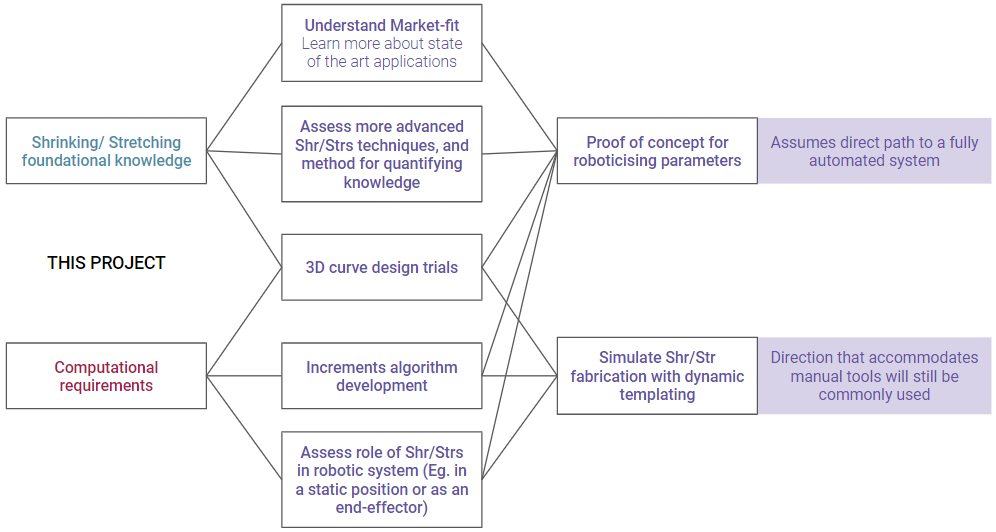 Understand Market-fit
Learn more about state
of the art applications
Shrinking/ Stretching
foundational knowledge
Assess more advanced
Shr/Strs techniques, and
method for quantifying
knowledge
Proof of concept for
roboticising parameters
Assumes direct path to a fully
automated system
THIS PROJECT
3D curve design trials
Computational
requirements
Increments algorithm
development
Simulate Shr/Str
fabrication with dynamic
templating
Direction that accommodates
manual tools will still be
commonly used
Assess role of Shr/Strs
in robotic system (Eg. in
a static position or as an
end-effector)